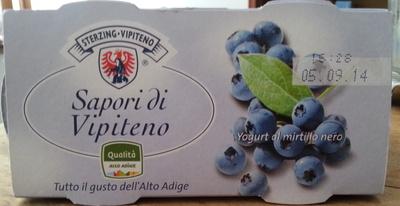 STERZING • VIPITENO
Sapori di
Vipiteno
Qualità
ALTO ADIGE
Tutto il gusto dell'Alto Adige
15:28
05.09.14
Yogurt al mirtillo nero